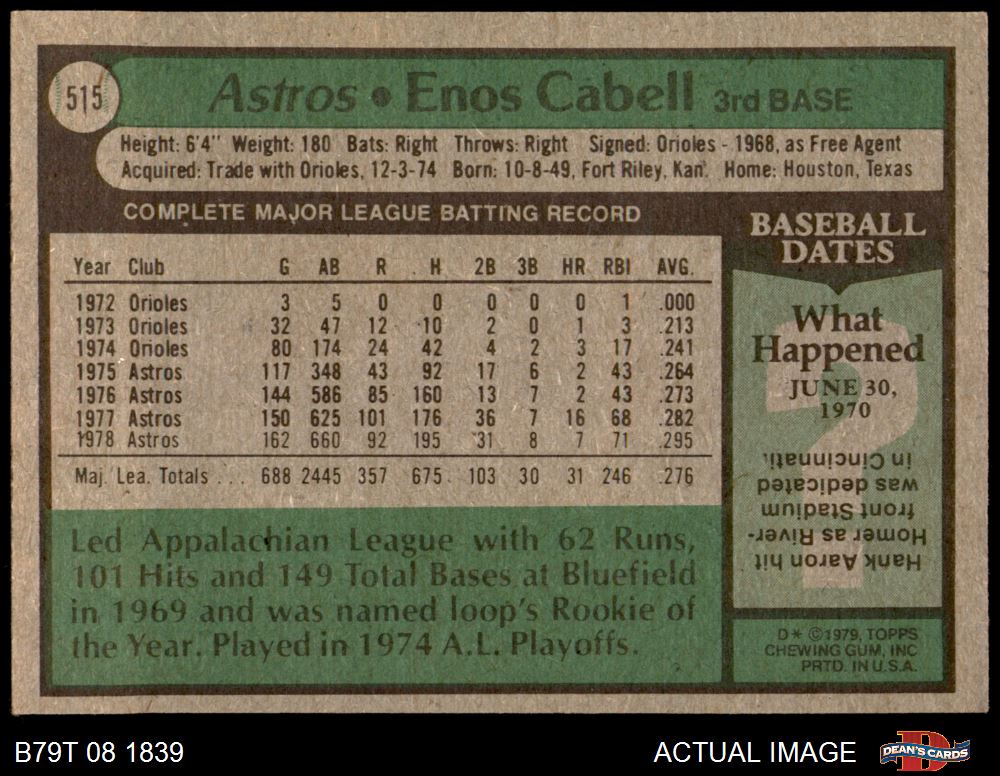 515
Astros • Enos Cabell 3rd BASE
Height: 6'4" Weight: 180 Bats: Right Throws: Right Signed: Orioles - 1968, as Free Agent
Acquired: Trade with Orioles, 12-3-74 Born: 10-8-49, Fort Riley, Kan. Home: Houston, Texas
COMPLETE MAJOR LEAGUE BATTING RECORD
Year Club G AB R H 2B 3B HR RBI AVG.
1972 Orioles 3 5 0 0 0 0 0 1 .000
1973 Orioles 32 47 12 10 2 0 1 3 .213
1974 Orioles 80 174 24 42 4 2 3 17 .241
1975 Astros 117 348 43 92 17 6 2 43 .264
1976 Astros 144 586 85 160 13 7 2 43 .273
1977 Astros 150 625 101 176 36 7 16 68 .282
1978 Astros 162 660 92 195 31 8 7 71 .295
Maj. Lea. Totals ... 688 2445 357 675 103 30 31 246 .276
Led Appalachian League with 62 Runs,
101 Hits and 149 Total Bases at Bluefield
in 1969 and was named loop's Rookie of
the Year. Played in 1974 A.L. Playoffs.
BASEBALL
DATES
What
Happened
JUNE 30,
1970
Hank Aaron hit
Homer as River-
front Stadium
was dedicated
in Cincinnati.
D* ©1979, TOPPS
CHEWING GUM, INC
PRTD. IN U.S.A.
B79T 08 1839
ACTUAL IMAGE
D
DEAN'S CARDS